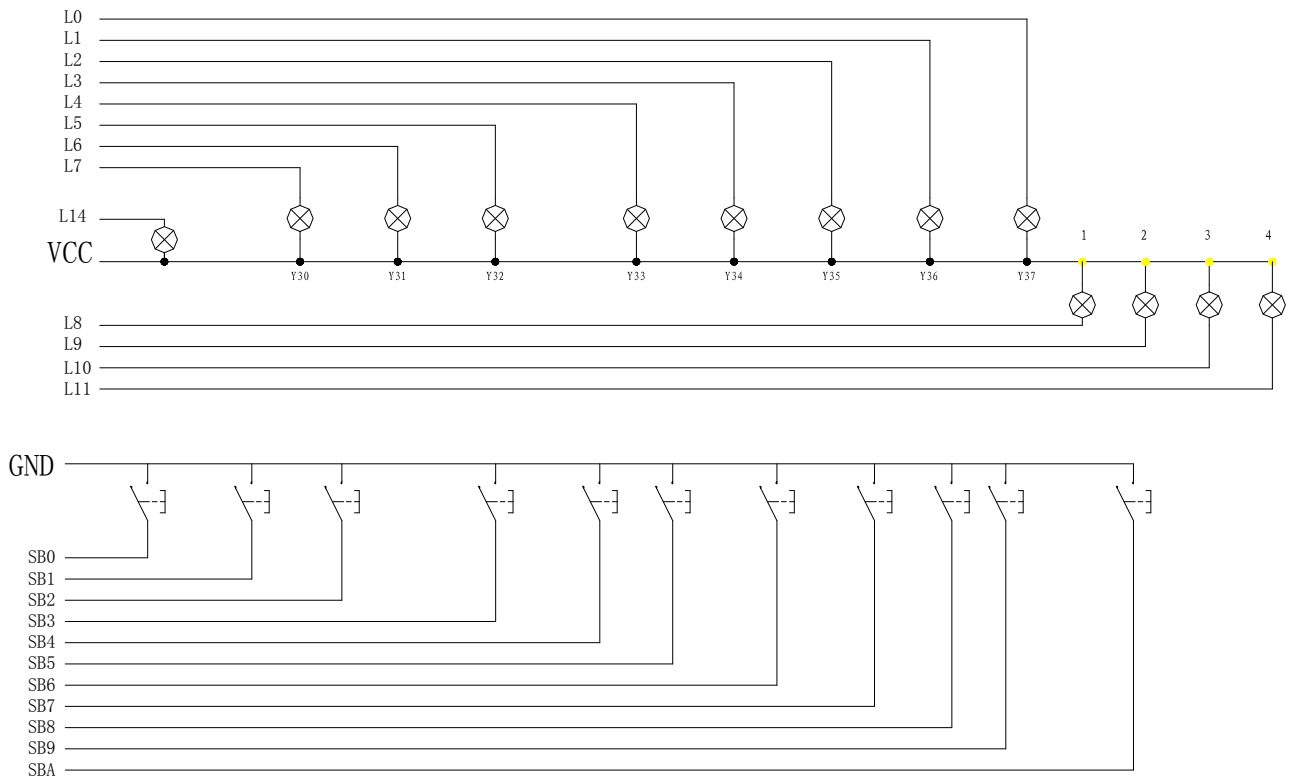 L0
L1
L2
L3
L4
L5
L6
L7
L14
VCC
1 2 3 4
Y30 Y31 Y32 Y33 Y34 Y35 Y36 Y37
L8
L9
L10
L11
GND
SB0
SB1
SB2
SB3
SB4
SB5
SB6
SB7
SB8
SB9
SBA